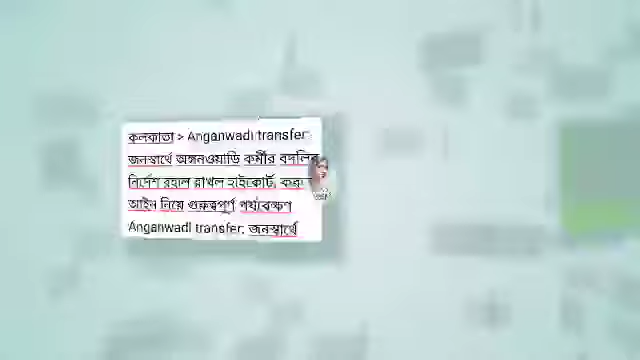 কলকাতা > Anganwadi transfer:
জনস্বার্থে অঙ্গনওয়াড়ি কর্মীর বদলির
নির্দেশ বহাল রাখল হাইকোর্ট,
আইন নিয়ে গুরুত্বপূর্ণ পর্যবেক্ষণ
Anganwadi transfer: জনস্বার্থে